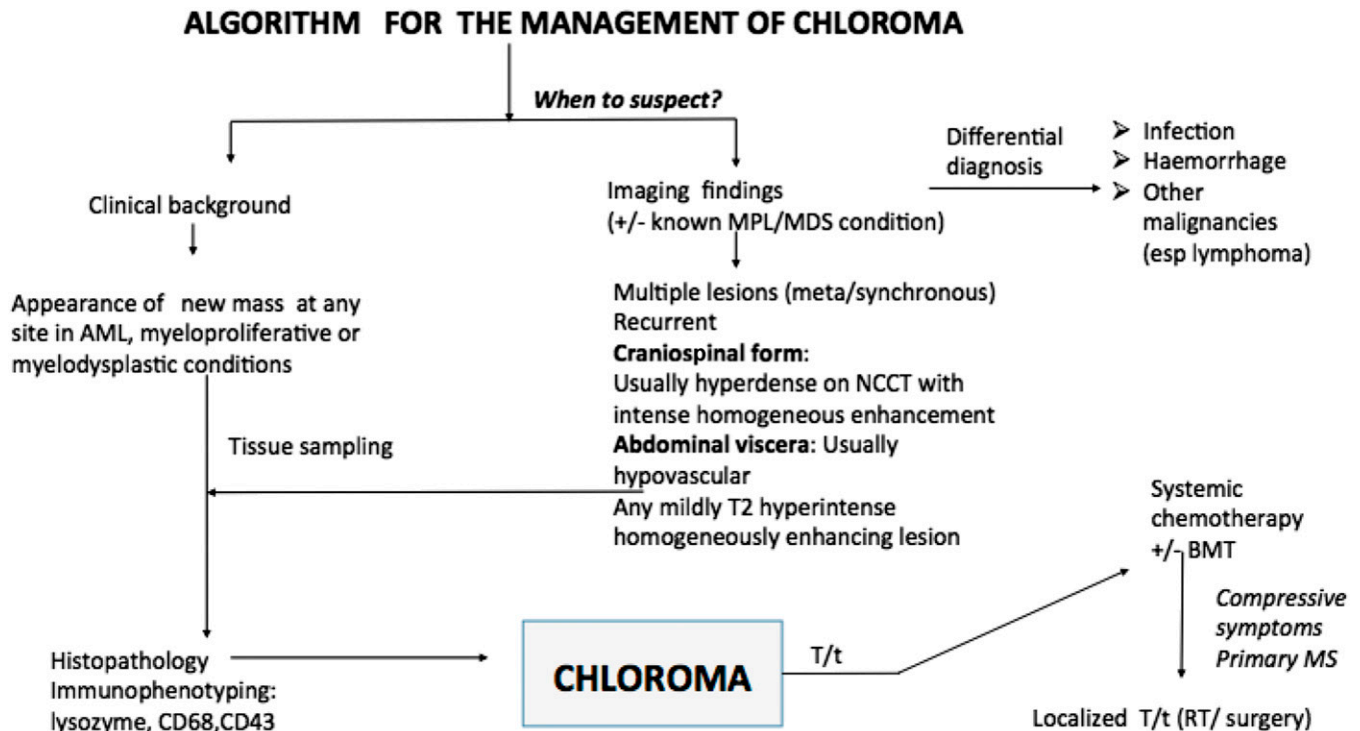 ALGORITHM FOR THE MANAGEMENT OF CHLOROMA
When to suspect?
Clinical background
Appearance of new mass at any
site in AML, myeloproliferative or
myelodysplastic conditions
Imaging findings
(+/- known MPL/MDS condition)
Differential
diagnosis
➢ Infection
➢ Haemorrhage
➢ Other
malignancies
(esp lymphoma)
Multiple lesions (meta/synchronous)
Recurrent
Craniospinal form:
Usually hyperdense on NCCT with
intense homogeneous enhancement
Abdominal viscera: Usually
hypovascular
Any mildly T2 hyperintense
homogeneously enhancing lesion
Tissue sampling
Histopathology
Immunophenotyping:
lysozyme, CD68,CD43
CHLOROMA
T/t
Systemic
chemotherapy
+/- BMT
Compressive
symptoms
Primary MS
Localized T/t (RT/ surgery)